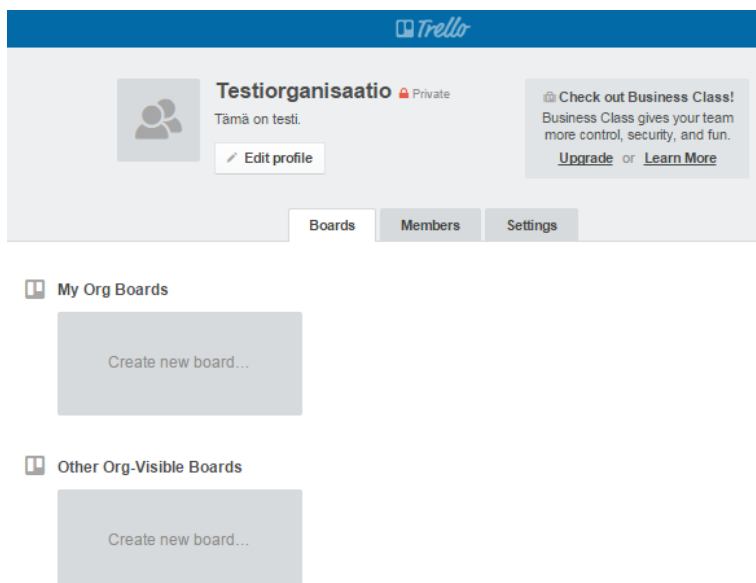 Trello
Testiorganisaatio Private
Tämä on testi.
Edit profile
Check out Business Class!
Business Class gives your team
more control, security, and fun.
Upgrade or Learn More
Boards Members Settings
My Org Boards
Create new board…
Other Org-Visible Boards
Create new board…